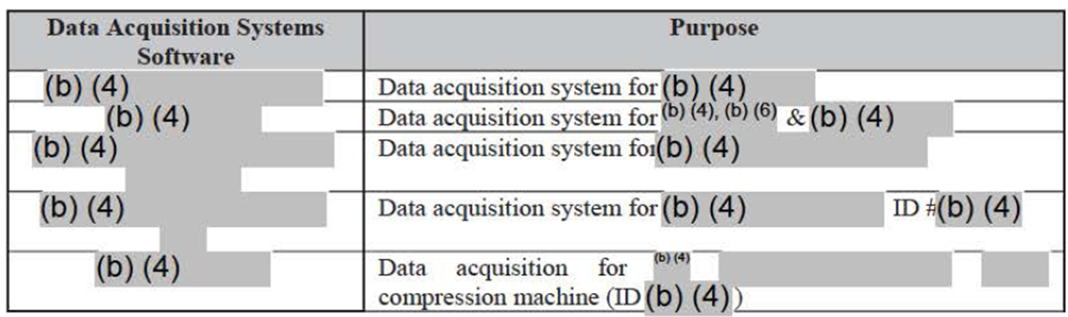 Data Acquisition Systems Software Purpose
(b) (4) Data acquisition system for (b) (4)
(b) (4) Data acquisition system for (b) (4), (b) (6) & (b) (4)
(b) (4) Data acquisition system for (b) (4)
(b) (4) Data acquisition system for (b) (4) ID #(b) (4)
(b) (4) Data acquisition for (b) (4)
compression machine (ID (b) (4))